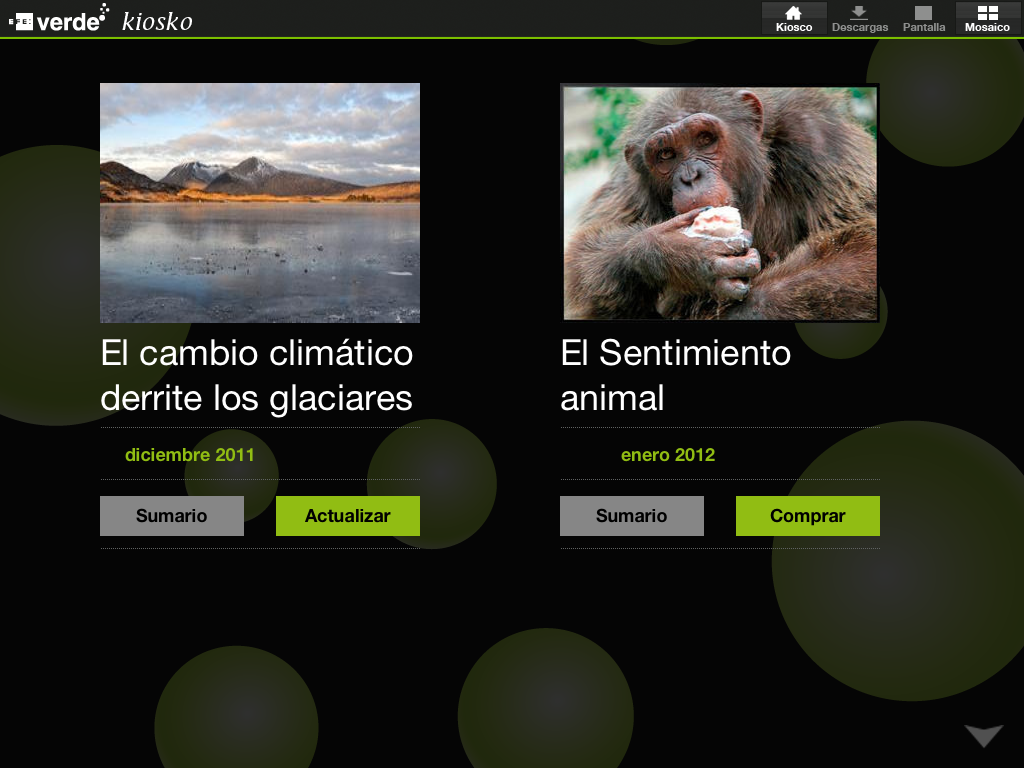 EFE: verde kiosko
Kiosco Descargas Pantalla Mosaico
El cambio climático
derrite los glaciares
diciembre 2011
Sumario Actualizar
El Sentimiento
animal
enero 2012
Sumario Comprar